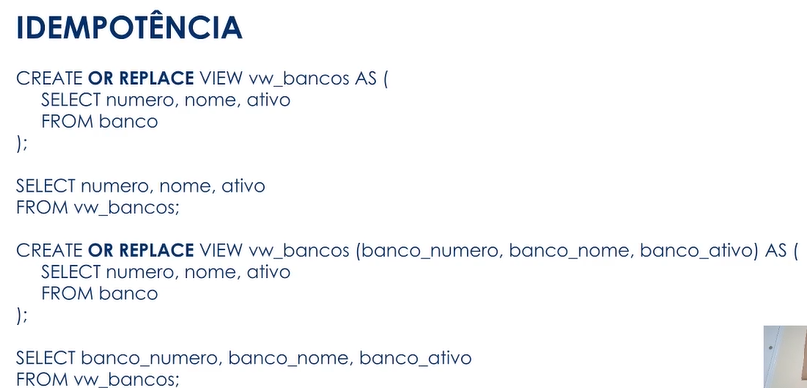 IDEMPOTÊNCIA
CREATE OR REPLACE VIEW vw_bancos AS (
SELECT numero, nome, ativo
FROM banco
);
SELECT numero, nome, ativo
FROM vw_bancos;
CREATE OR REPLACE VIEW vw_bancos (banco_numero, banco_nome, banco_ativo) AS (
SELECT numero, nome, ativo
FROM banco
);
SELECT banco_numero, banco_nome, banco_ativo
FROM vw_bancos;